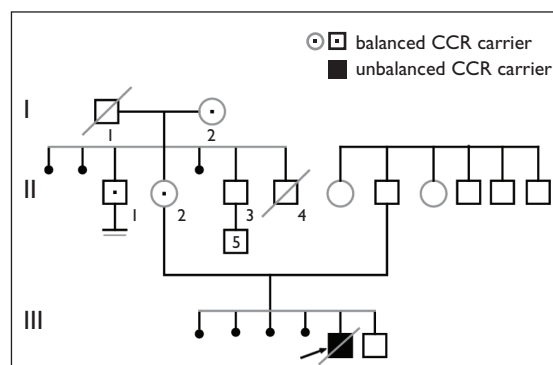 balanced CCR carrier
unbalanced CCR carrier
I
1 2
II
1 2 3 4
5
III